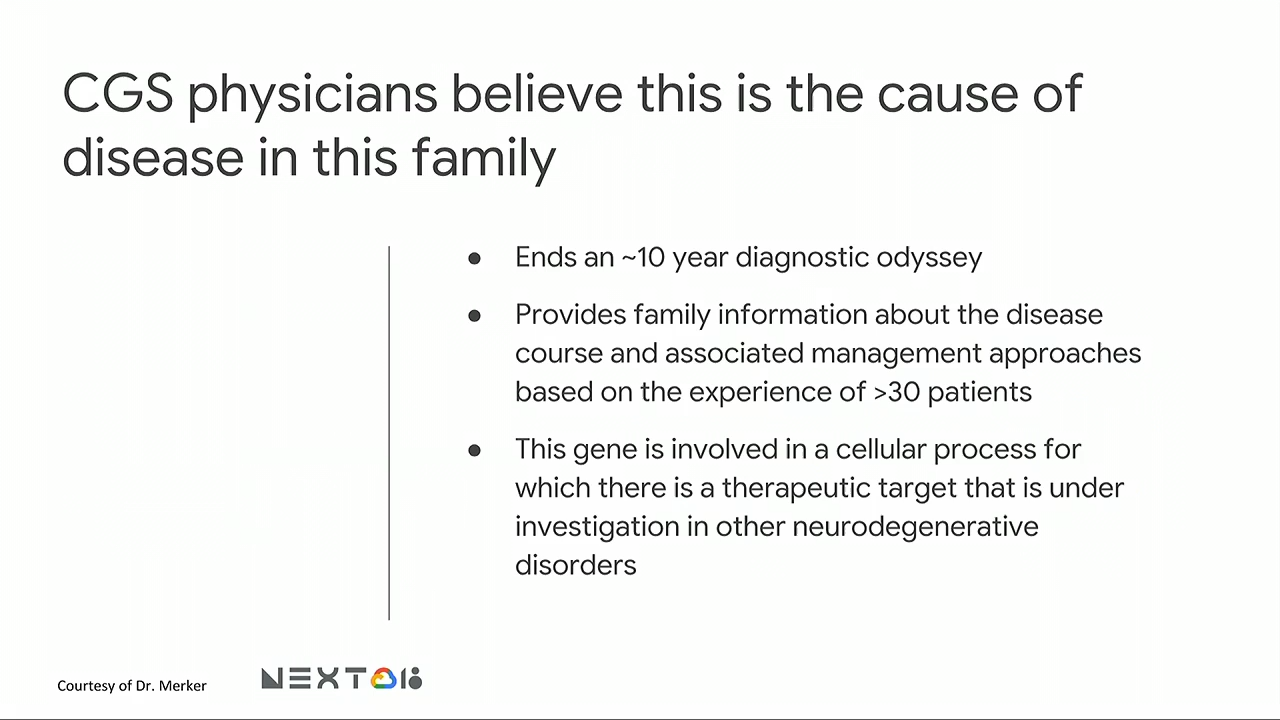 CGS physicians believe this is the cause of
disease in this family
● Ends an ~10 year diagnostic odyssey
● Provides family information about the disease
course and associated management approaches
based on the experience of >30 patients
● This gene is involved in a cellular process for
which there is a therapeutic target that is under
investigation in other neurodegenerative
disorders
Courtesy of Dr. Merker
NEXT 18